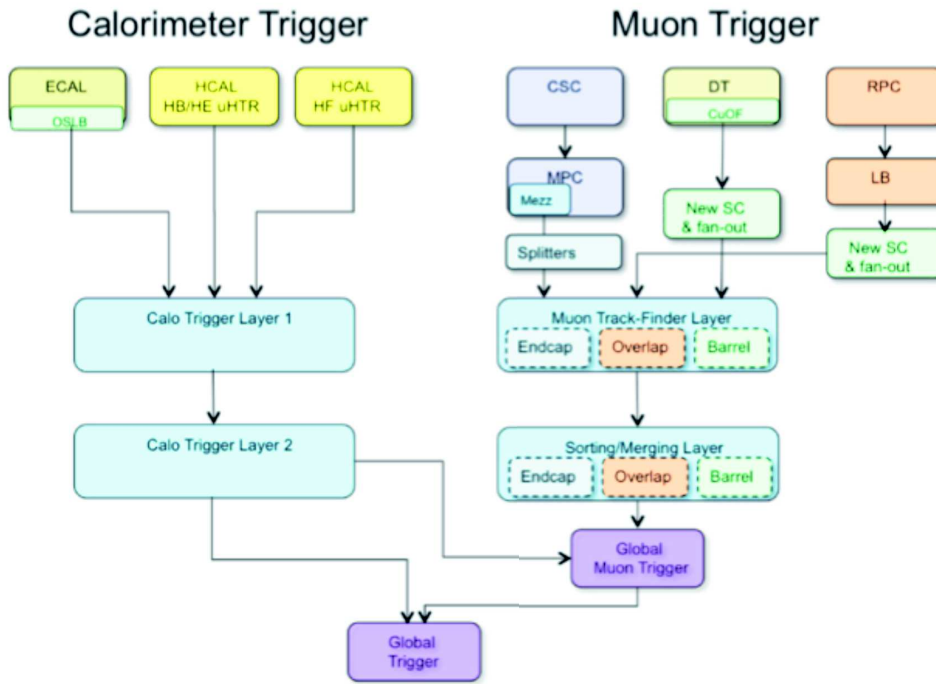 Calorimeter Trigger
Muon Trigger
ECAL
OSLB
HCAL
HB/HE uHTR
HCAL
HF uHTR
CSC
DT
CuOF
RPC
MPC
Mezz
LB
New SC
& fan-out
Splitters
New SC
& fan-out
Calo Trigger Layer 1
Muon Track-Finder Layer
Endcap
Overlap
Barrel
Calo Trigger Layer 2
Sorting/Merging Layer
Endcap
Overlap
Barrel
Global
Muon Trigger
Global
Trigger